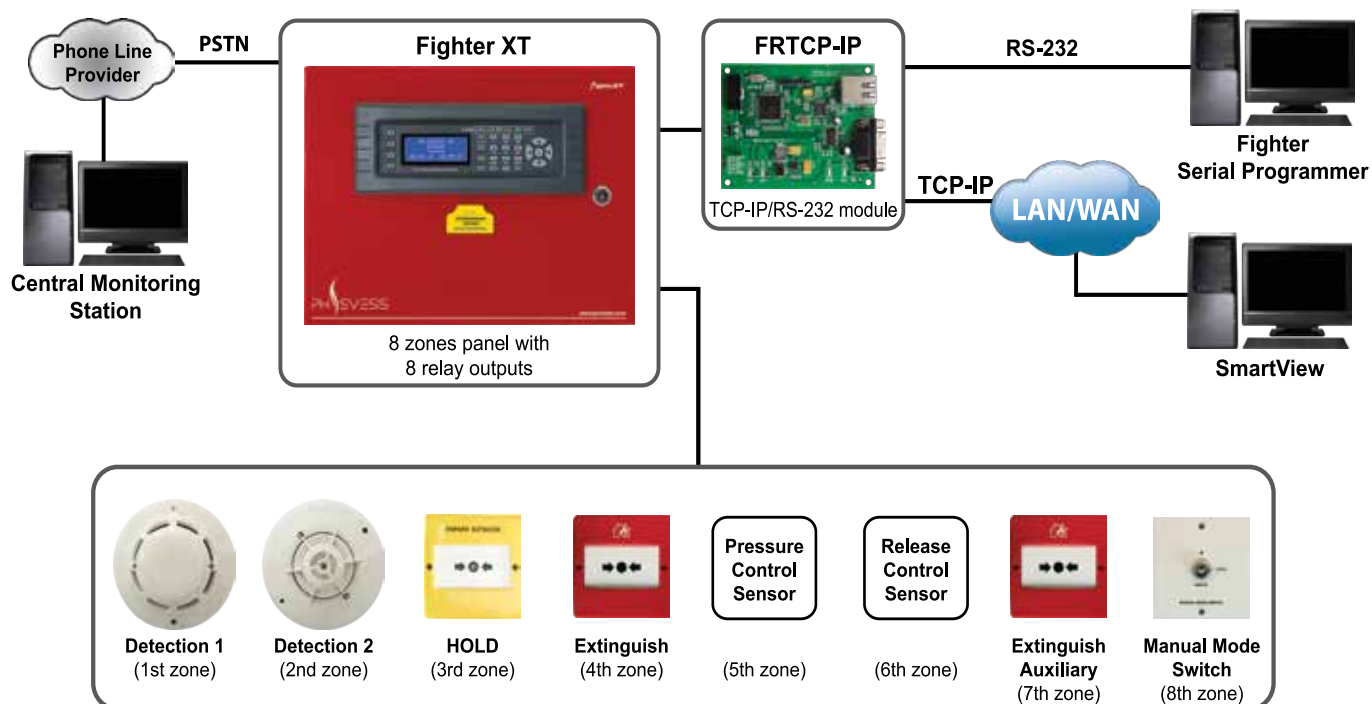 Phone Line
Provider
PSTN
Central Monitoring
Station
Fighter XT
8 zones panel with
8 relay outputs
FRTCP-IP
TCP-IP/RS-232 module
RS-232
Fighter
Serial Programmer
TCP-IP
LAN/WAN
SmartView
Detection 1
(1st zone)
Detection 2
(2nd zone)
HOLD
(3rd zone)
Extinguish
(4th zone)
Pressure
Control
Sensor
(5th zone)
Release
Control
Sensor
(6th zone)
Extinguish
Auxiliary
(7th zone)
Manual Mode
Switch
(8th zone)